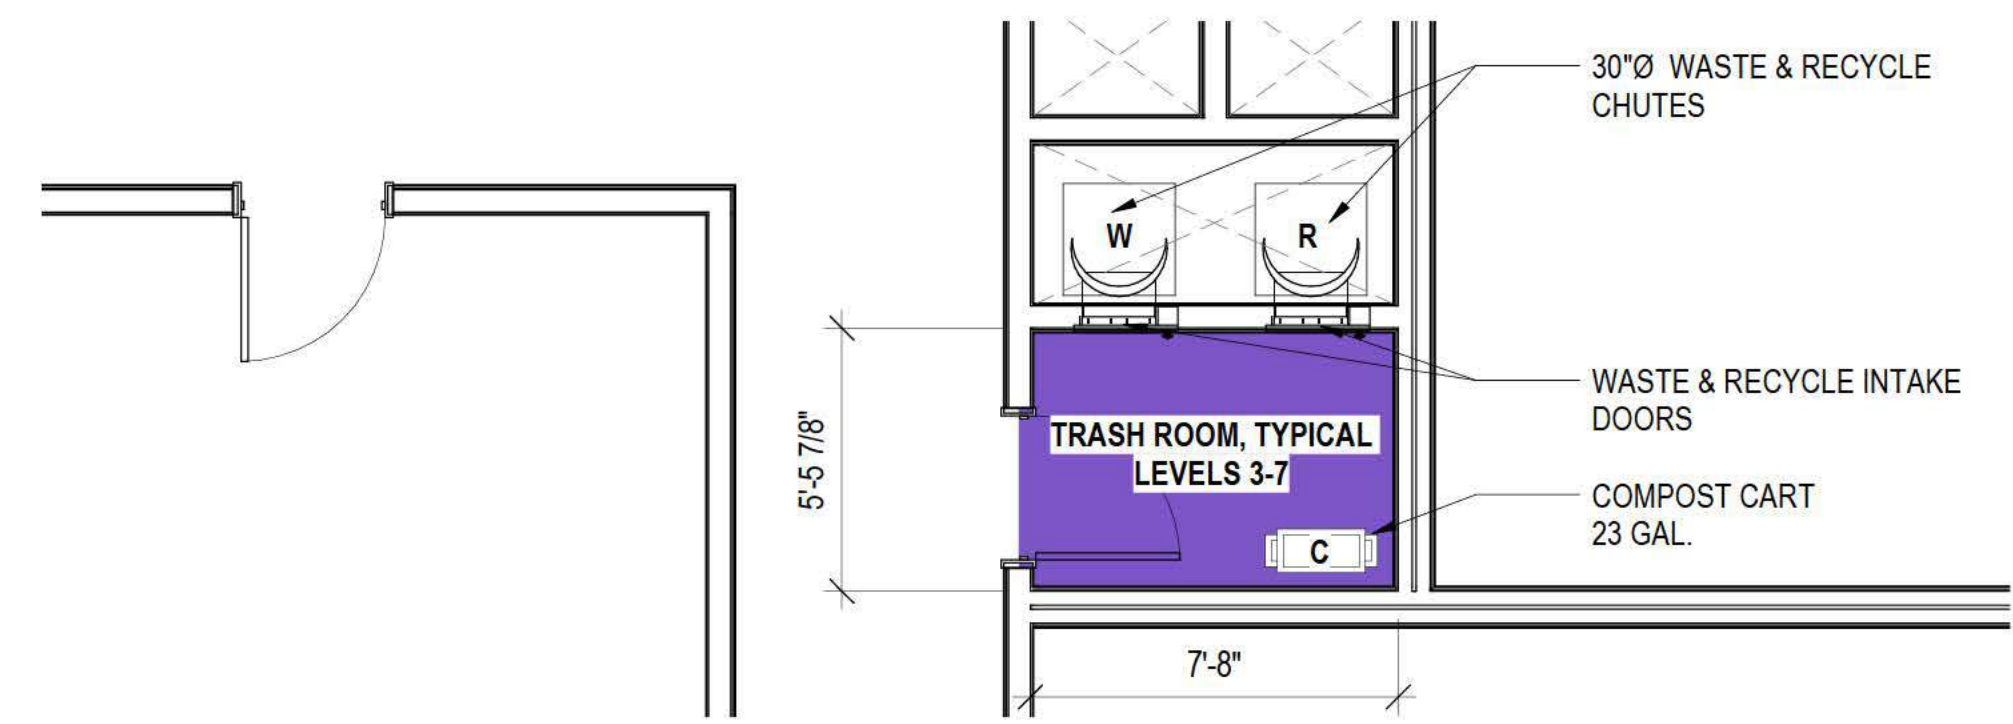 30"Ø WASTE & RECYCLE
CHUTES
W
R
WASTE & RECYCLE INTAKE
DOORS
5'-5 7/8"
TRASH ROOM, TYPICAL
LEVELS 3-7
COMPOST CART
23 GAL.
C
7'-8"